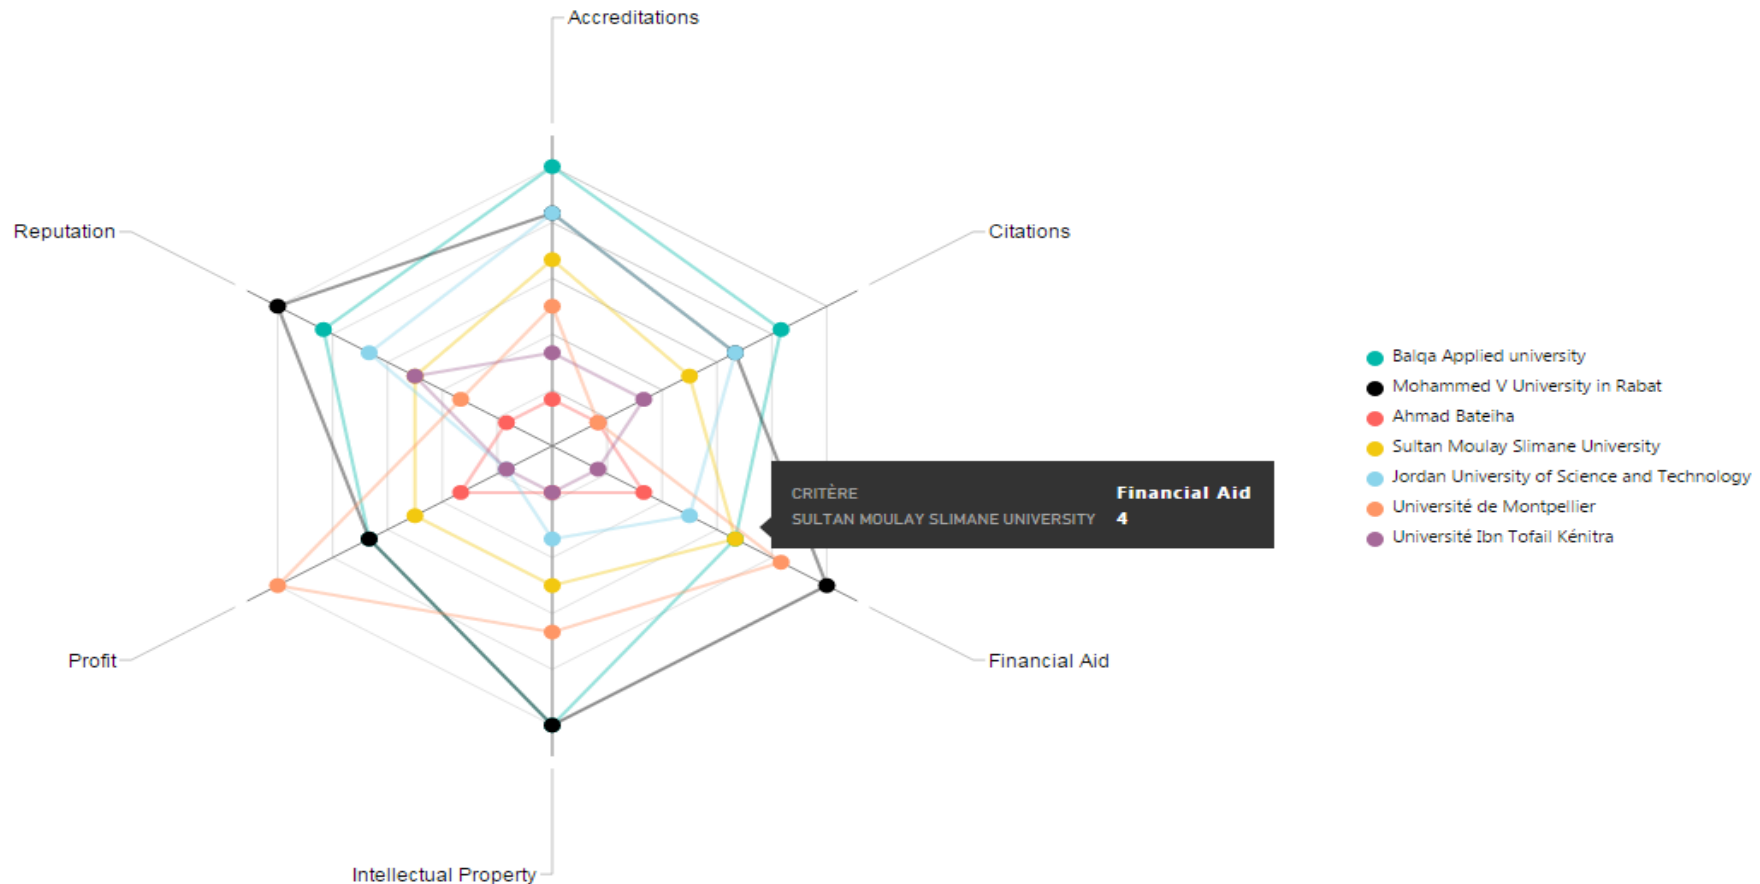 Accreditations
Reputation
Citations
Balqa Applied university
Mohammed V University in Rabat
Ahmad Bateiha
Sultan Moulay Slimane University
Jordan University of Science and Technology
Université de Montpellier
Université Ibn Tofail Kénitra
CRITÈRE Financial Aid
SULTAN MOULAY SLIMANE UNIVERSITY 4
Profit
Financial Aid
Intellectual Property